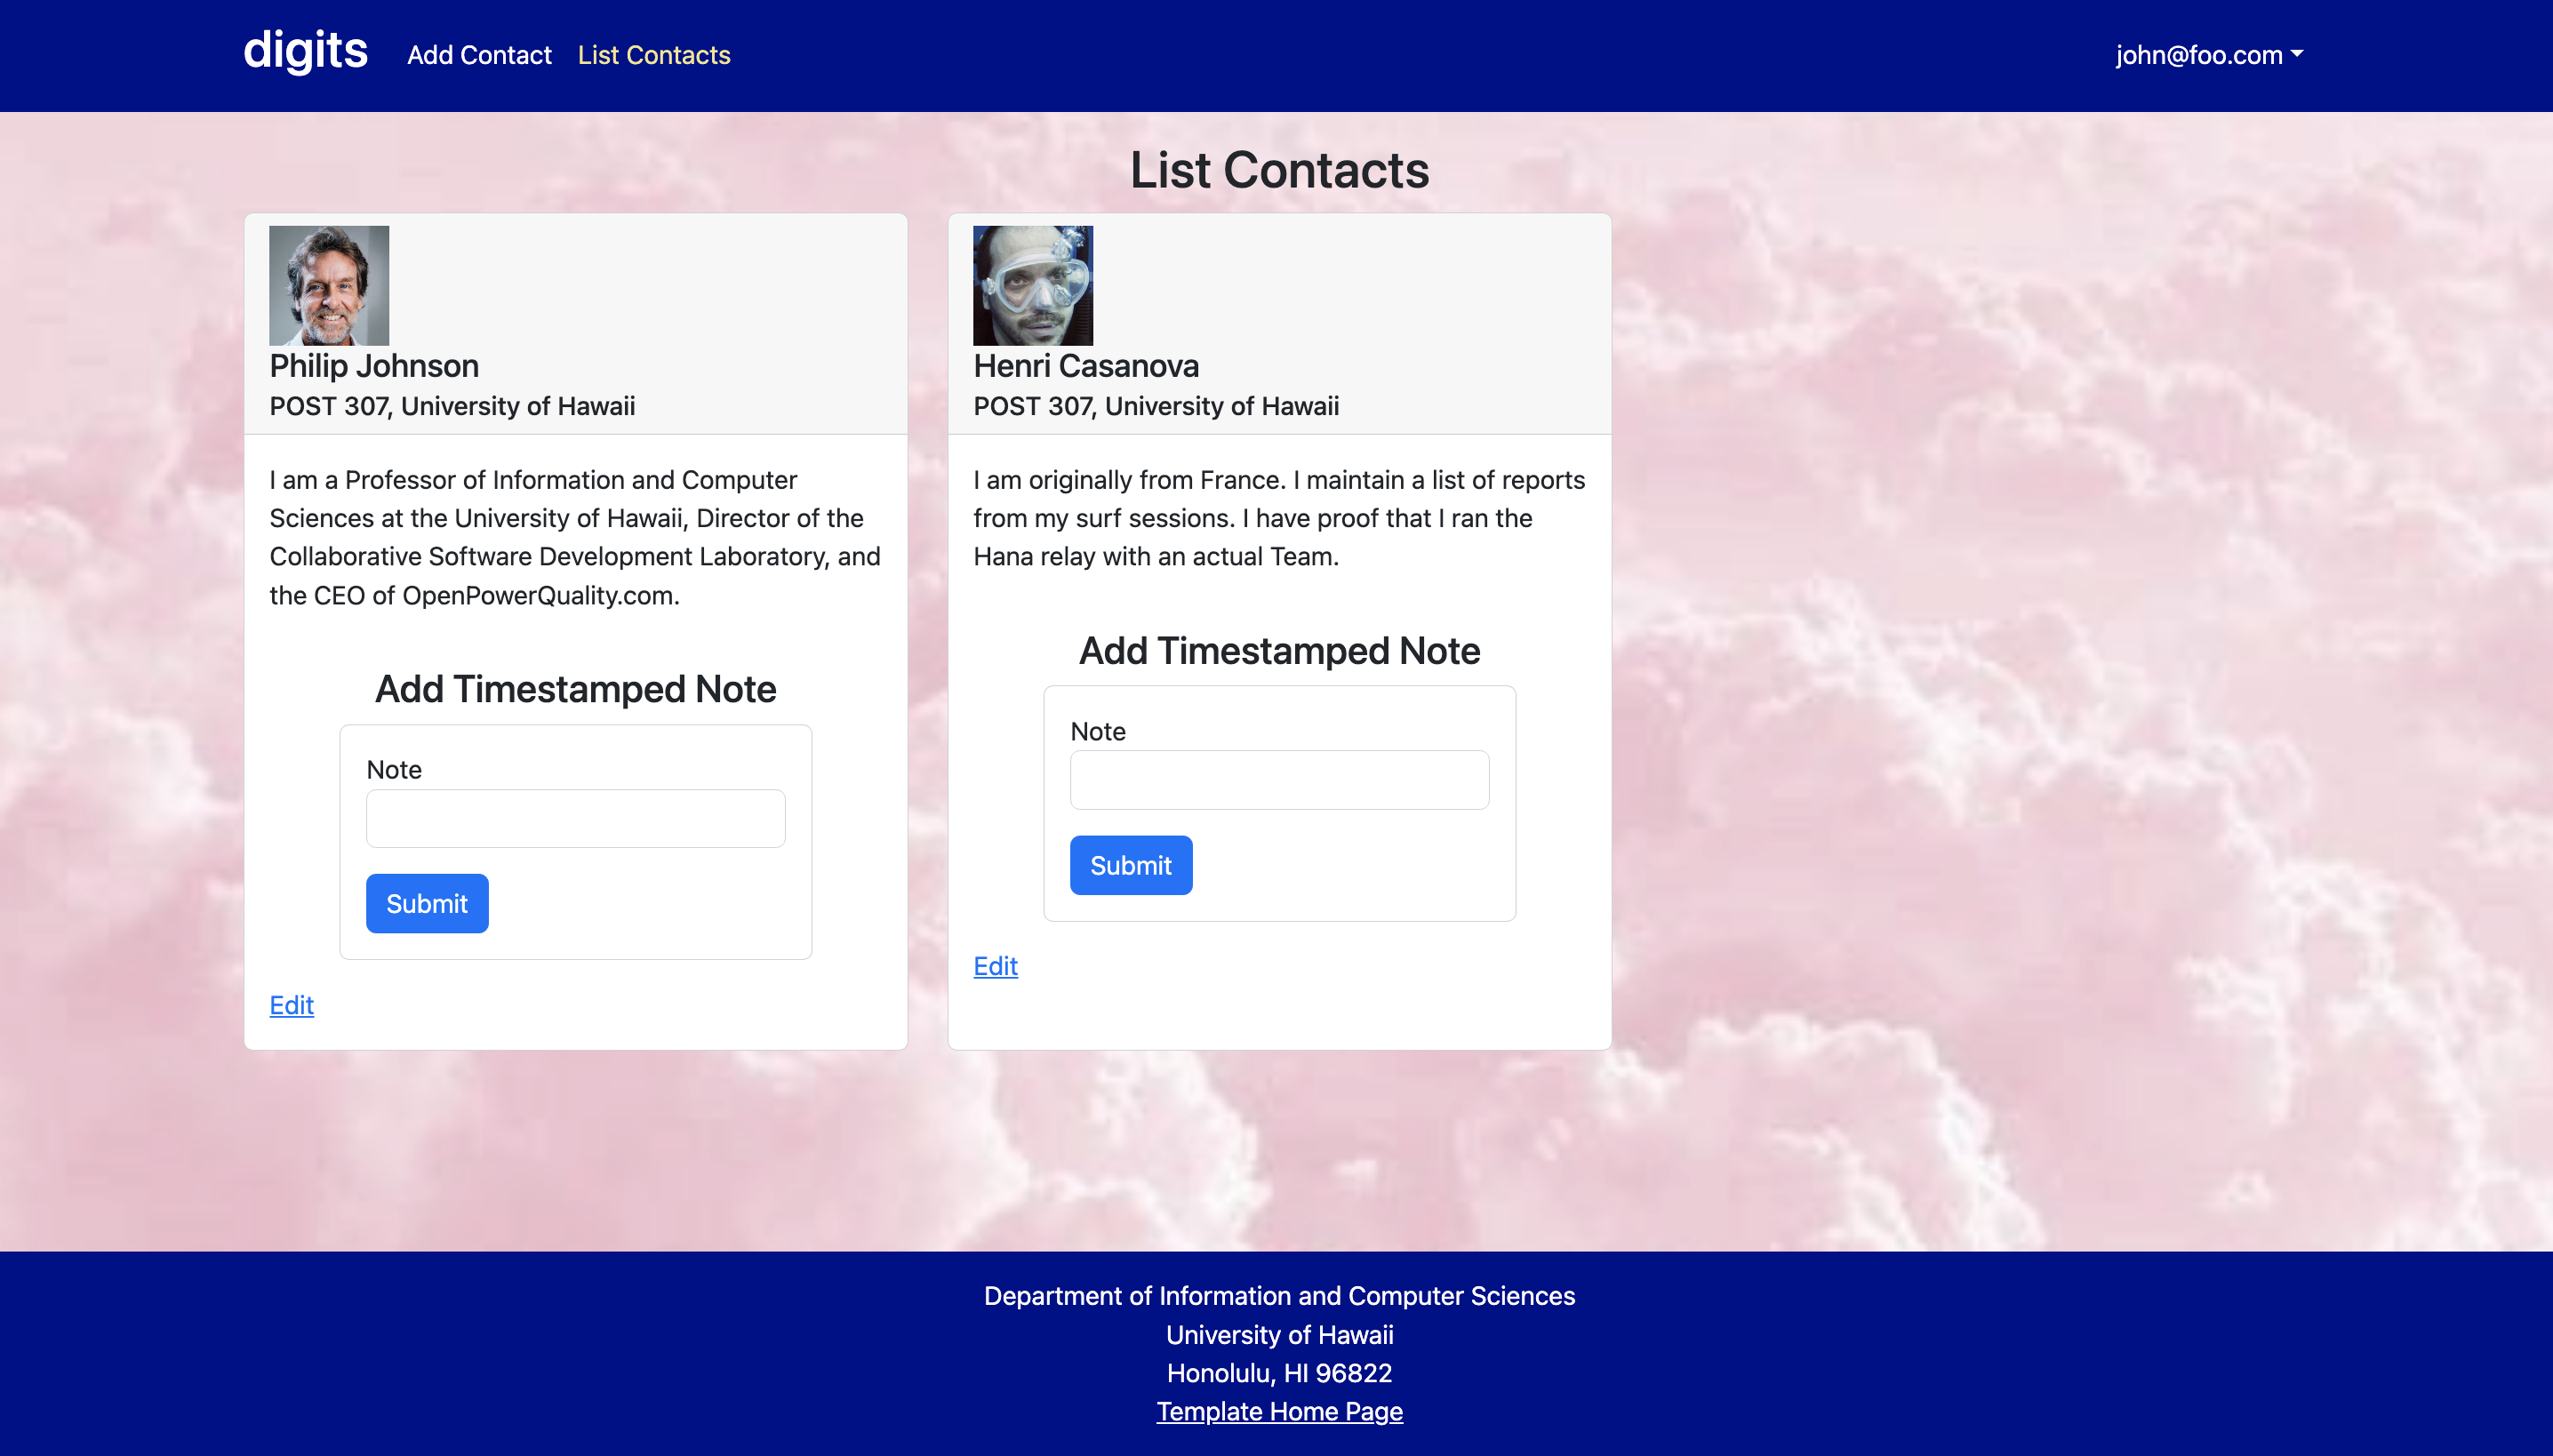 digits Add Contact List Contacts john@foo.com
List Contacts
Philip Johnson
POST 307, University of Hawaii
I am a Professor of Information and Computer
Sciences at the University of Hawaii, Director of the
Collaborative Software Development Laboratory, and
the CEO of OpenPowerQuality.com.
Add Timestamped Note
Note
Submit
Edit
Henri Casanova
POST 307, University of Hawaii
I am originally from France. I maintain a list of reports
from my surf sessions. I have proof that I ran the
Hana relay with an actual Team.
Add Timestamped Note
Note
Submit
Edit
Department of Information and Computer Sciences
University of Hawaii
Honolulu, HI 96822
Template Home Page